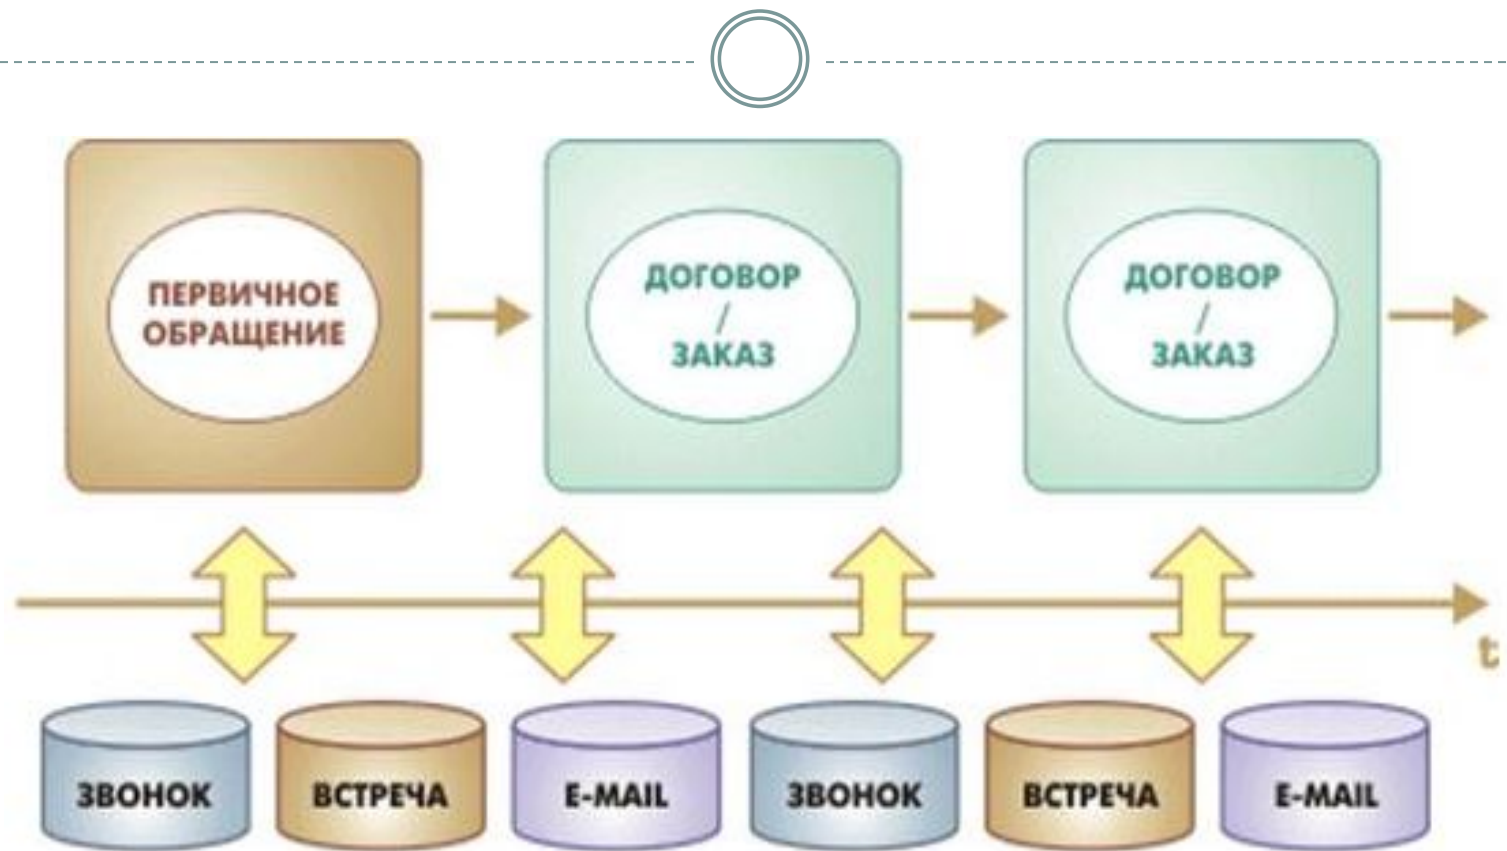 ПЕРВИЧНОЕ
ОБРАЩЕНИЕ
ДОГОВОР
/
ЗАКАЗ
ДОГОВОР
/
ЗАКАЗ
t
ЗВОНОК
ВСТРЕЧА
E-MAIL
ЗВОНОК
ВСТРЕЧА
E-MAIL